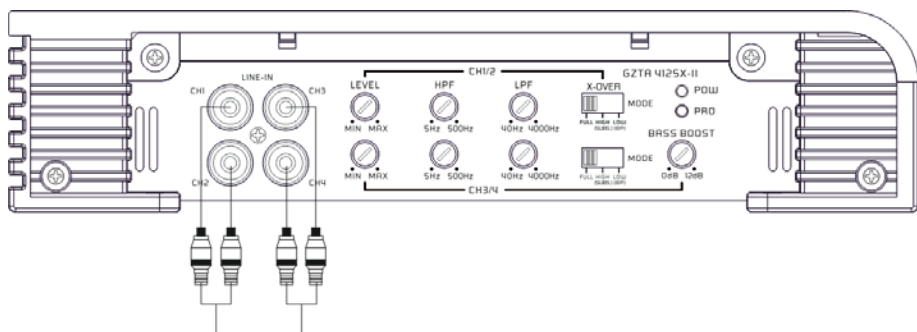 CH1/2
GZTA 4125X-II
LINE-IN
LEVEL HPF LPF X-OVER
CH1 CH3
POW
MODE
PRO
MIN MAX 5Hz 500Hz 40Hz 4000Hz
FULL HIGH LOW
(SUBS.) (BP)
BASS BOOST
MODE
CH2 CH4
MIN MAX 5Hz 500Hz 40Hz 4000Hz
FULL HIGH LOW
(SUBS.) (BP)
0dB 12dB
CH3/4